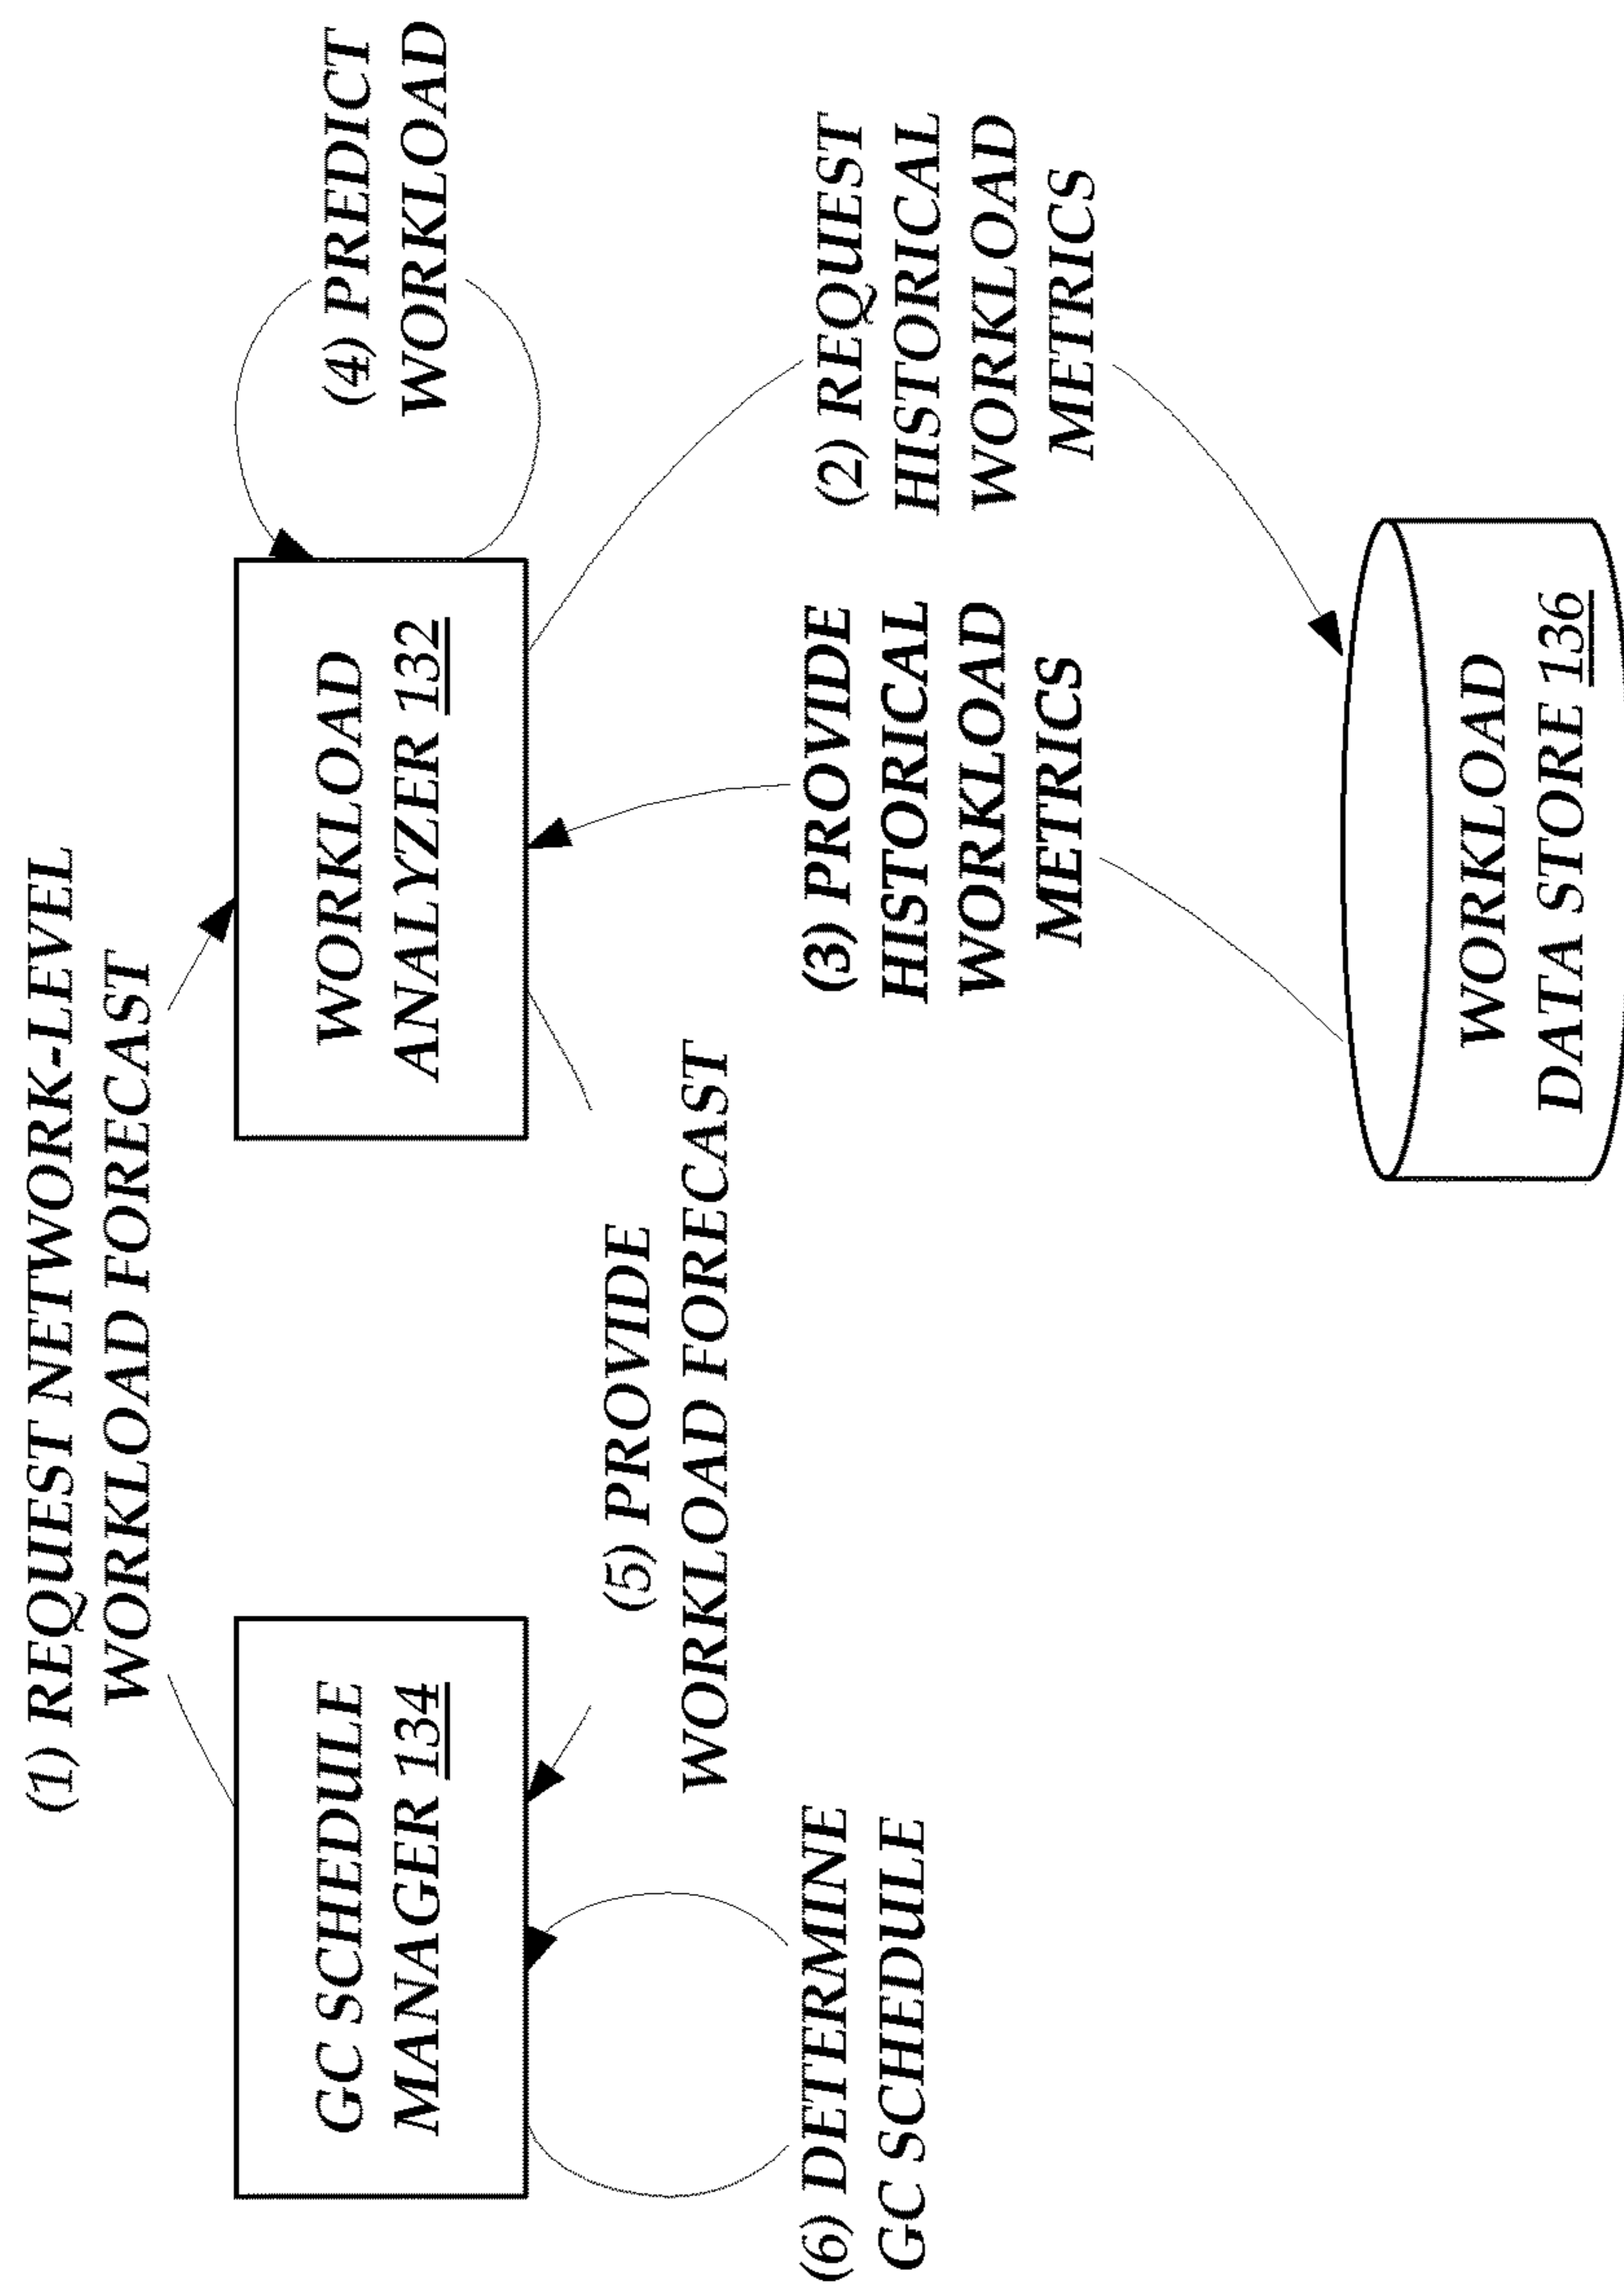 (1) REQUEST NETWORK-LEVEL
WORKLOAD FORECAST
GC SCHEDULE
MANAGER 134
WORKLOAD
ANALYZER 132
(4) PREDICT
WORKLOAD
(5) PROVIDE
WORKLOAD FORECAST
(6) DETERMINE
GC SCHEDULE
(3) PROVIDE
HISTORICAL
WORKLOAD
METRICS
(2) REQUEST
HISTORICAL
WORKLOAD
METRICS
WORKLOAD
DATA STORE 136